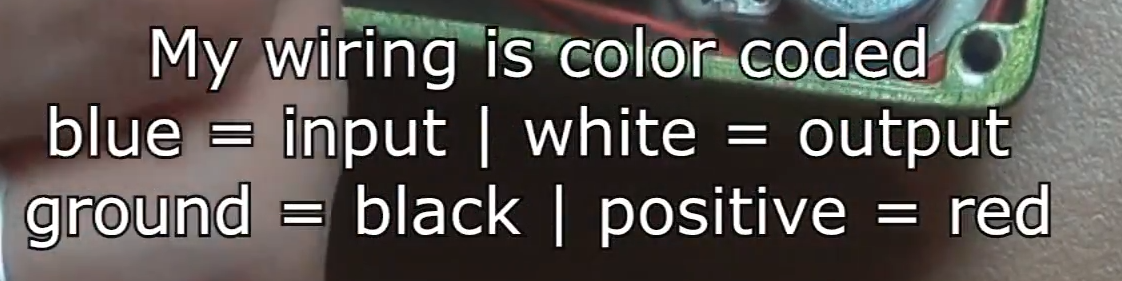 My wiring is color coded
blue = input | white = output
ground = black | positive = red